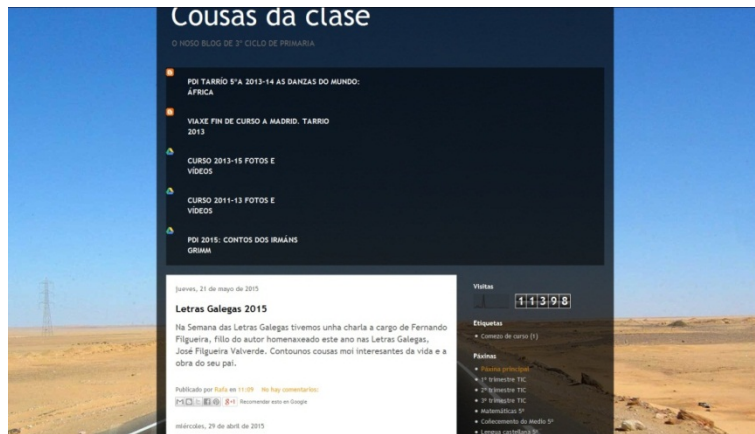 Cousas da clase
O NOSO BLOG DE 3º CICLO DE PRIMARIA
PDI TARRÍO 5ºA 2013-14 AS DANZAS DO MUNDO:
ÁFRICA
VIAXE FIN DE CURSO A MADRID. TARRIO
2013
CURSO 2013-15 FOTOS E
VÍDEOS
CURSO 2011-13 FOTOS E
VÍDEOS
PDI 2015: CONTOS DOS IRMÁNS
GRIMM
jueves, 21 de mayo de 2015
Letras Galegas 2015
Na Semana das Letras Galegas tivemos unha charla a cargo de Fernando
Filgueira, fillo do autor homenaxeado este ano nas Letras Galegas,
José Filgueira Valverde. Contounos cousas moi interesantes da vida e a
obra do seu pai.
Publicado por Rafa en 11:09 No hay comentarios:
Recomendar esto en Google
miércoles, 29 de abril de 2015
Visitas
11398
Etiquetas
Comezo de curso (1)
Páxinas
Páxina principal
1º trimestre TIC
2º trimestre TIC
3º trimestre TIC
Matemáticas 5º
Coñecemento do Medio 5º
Lengua castellana 5º